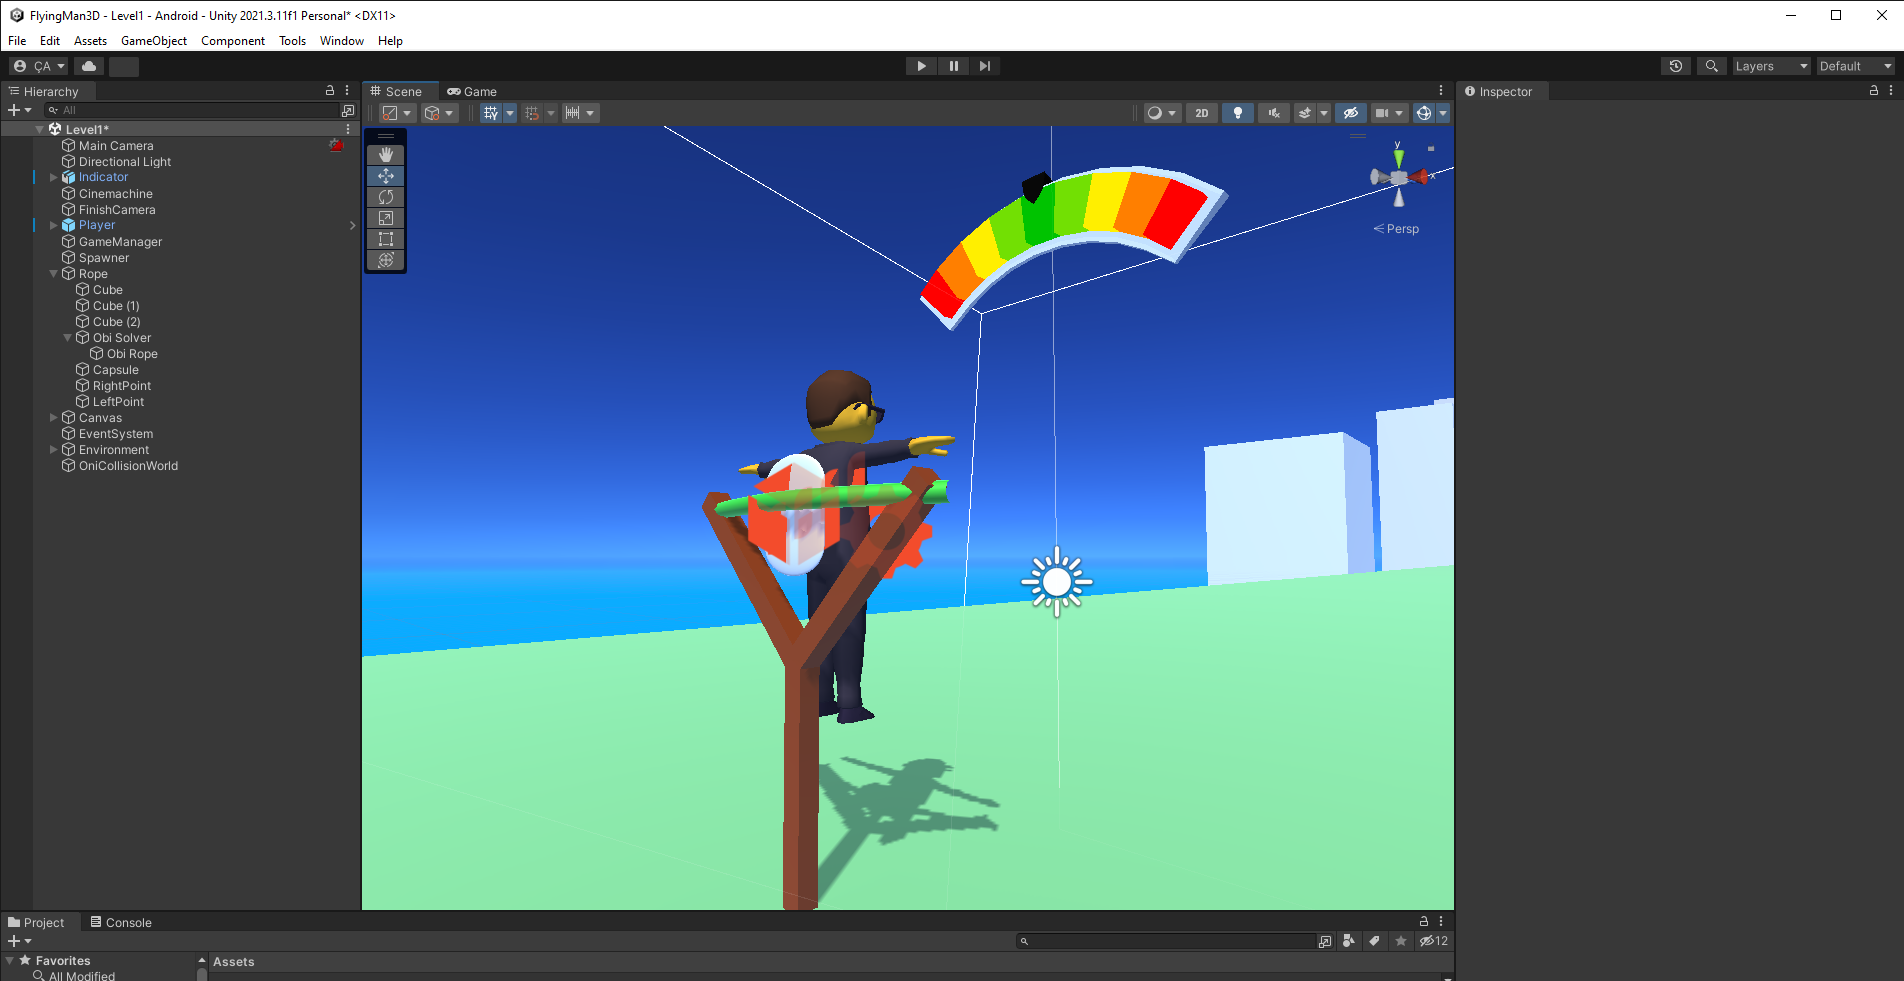 FlyingMan3D - Level1 - Android - Unity 2021.3.11f1 Personal* <DX11>
File Edit Assets GameObject Component Tools Window Help
ÇA Layers Default
Hierarchy
All
Level1*
Main Camera
Directional Light
Indicator
Cinemachine
FinishCamera
Player
GameManager
Spawner
Rope
Cube
Cube (1)
Cube (2)
Obi Solver
Obi Rope
Capsule
RightPoint
LeftPoint
Canvas
EventSystem
Environment
OniCollisionWorld
Scene Game
2D
y
x
Persp
Inspector
Project Console
12
Favorites
All Modified
Assets